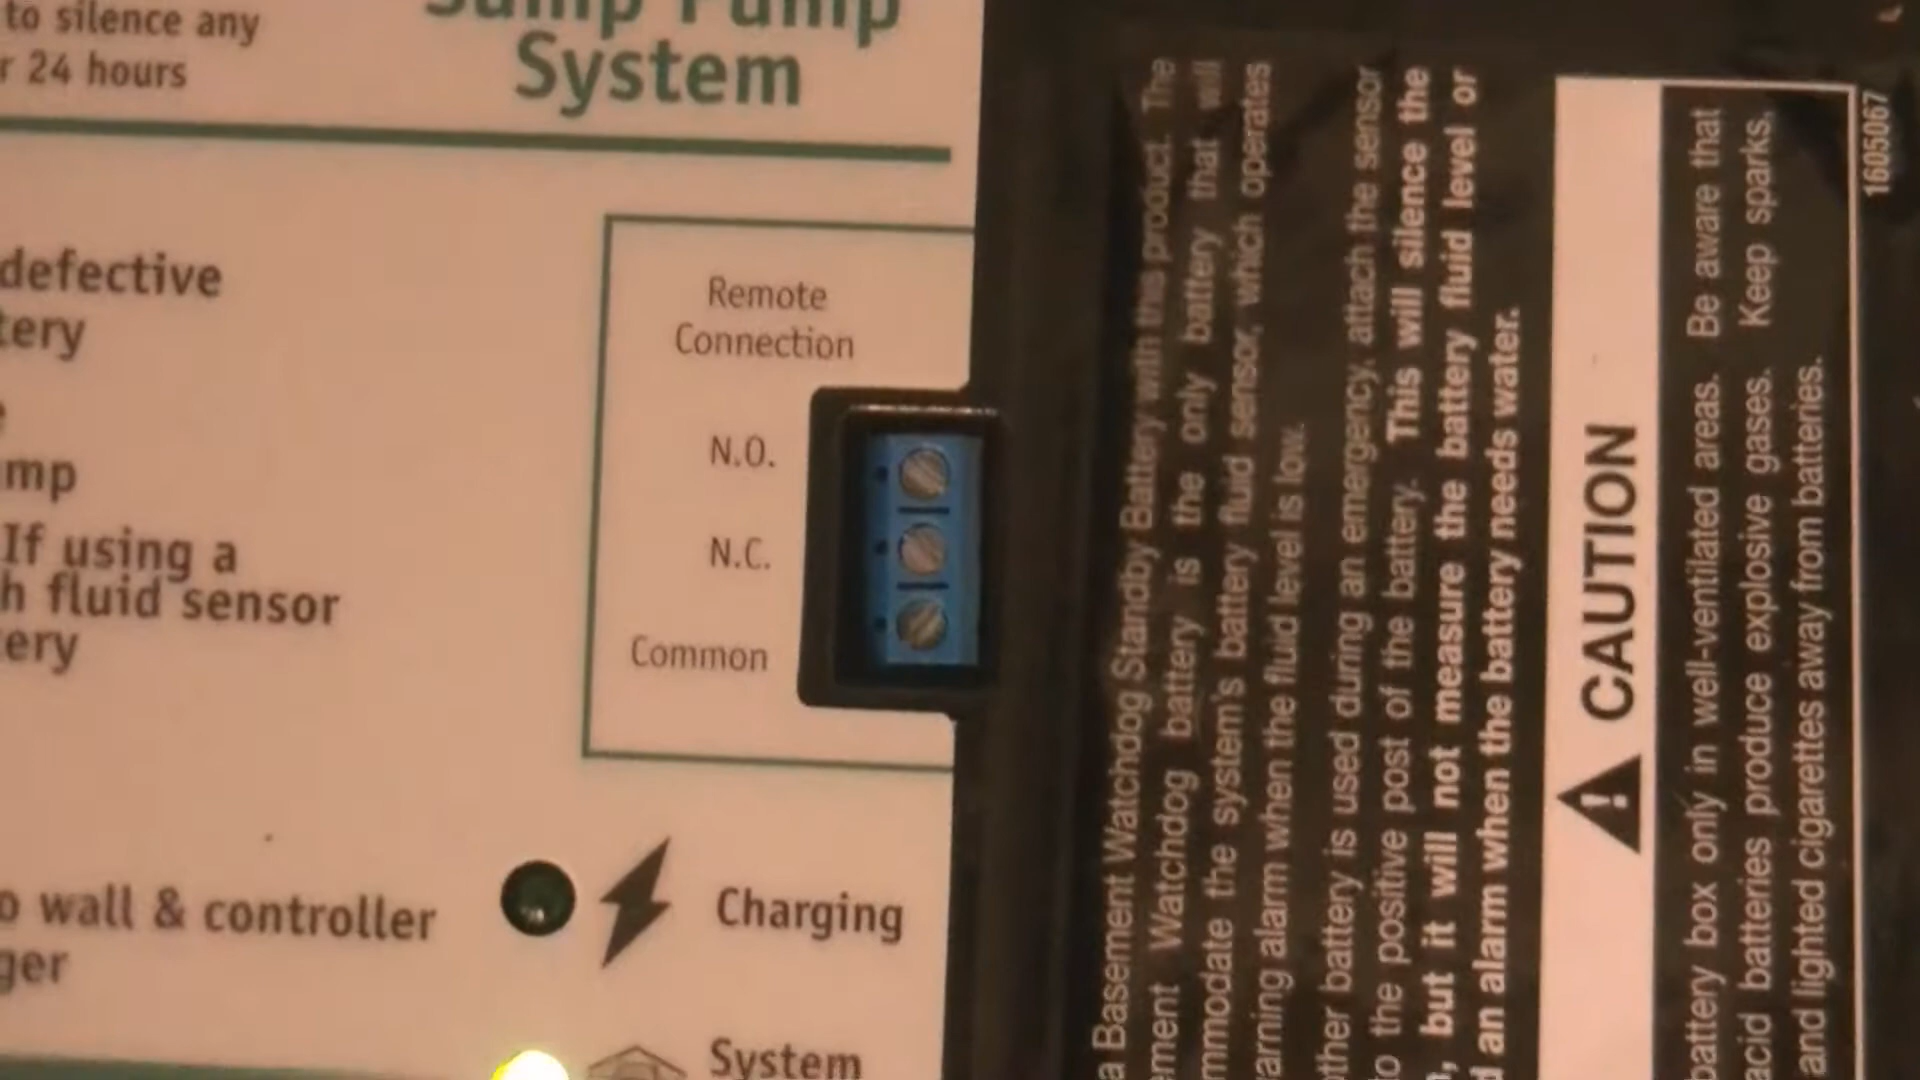 to silence any
r 24 hours
Sump Pump
System
defective
tery
e
mp
If using a
h fluid sensor
ery
Remote
Connection
N.O.
N.C.
Common
o wall & controller
ger
Charging
System
a Basement Watchdog Standby Battery with this product. The
ement Watchdog battery is the only battery that will
mmodate the system's battery fluid sensor, which operates
arning alarm when the fluid level is low.
other battery is used during an emergency, attach the sensor
to the positive post of the battery. This will silence the
, but it will not measure the battery fluid level or
d an alarm when the battery needs water.
CAUTION
battery box only in well-ventilated areas. Be aware that
acid batteries produce explosive gases. Keep sparks,
and lighted cigarettes away from batteries.
1605067